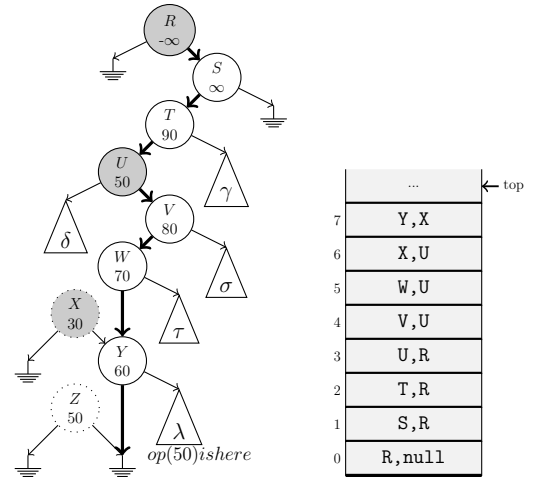 R
-∞
S
∞
T
90
U
50
γ
V
80
δ
W
70
σ
X
30
τ
Y
60
Z
50
λ
op(50)ishere
...
top
7 Y,X
6 X,U
5 W,U
4 V,U
3 U,R
2 T,R
1 S,R
0 R,null